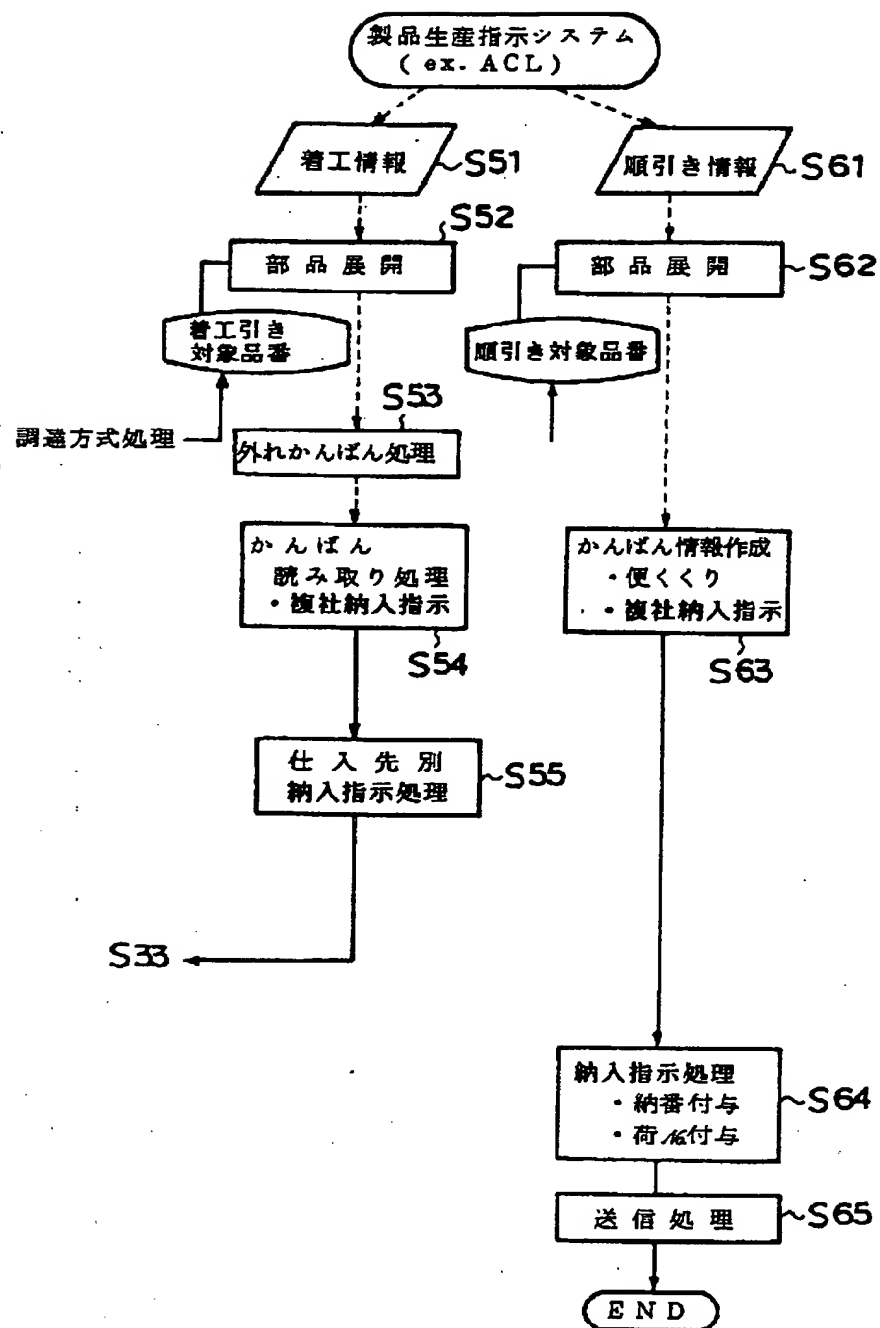 製品生産指示システム
(ex. ACL)
着工情報
S51
順引き情報
S61
S52
部品展開
部品展開
S62
着工引き
対象品番
順引き対象品番
S53
調達方式処理
外れかんばん処理
かんばん
読み取り処理
・複社納入指示
S54
かんばん情報作成
・便くくり
・複社納入指示
S63
仕入先別
納入指示処理
S55
S33
納入指示処理
・納番付与
・荷№付与
S64
送信処理
S65
END